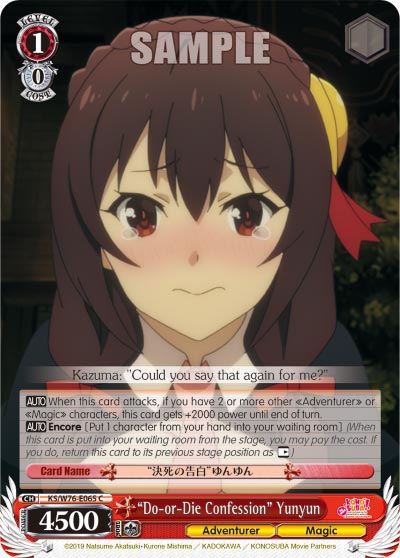 LEVEL
1
0
COST
SAMPLE
Kazuma: "Could you say that again for me?"
AUTO When this card attacks, if you have 2 or more other «Adventurer» or
«Magic» characters, this card gets +2000 power until end of turn.
AUTO Encore [Put 1 character from your hand into your waiting room] (When
this card is put into your waiting room from the stage, you may pay the cost. If
you do, return this card to its previous stage position as REST.)
Card Name
“決死の告白”ゆんゆん
CH KS/W76-E065 C
4500
“Do-or-Die Confession” Yunyun
Adventurer
Magic
©2019 Natsume Akatsuki・Kurone Mishima ／ KADOKAWA ／ KONOSUBA Movie Partners